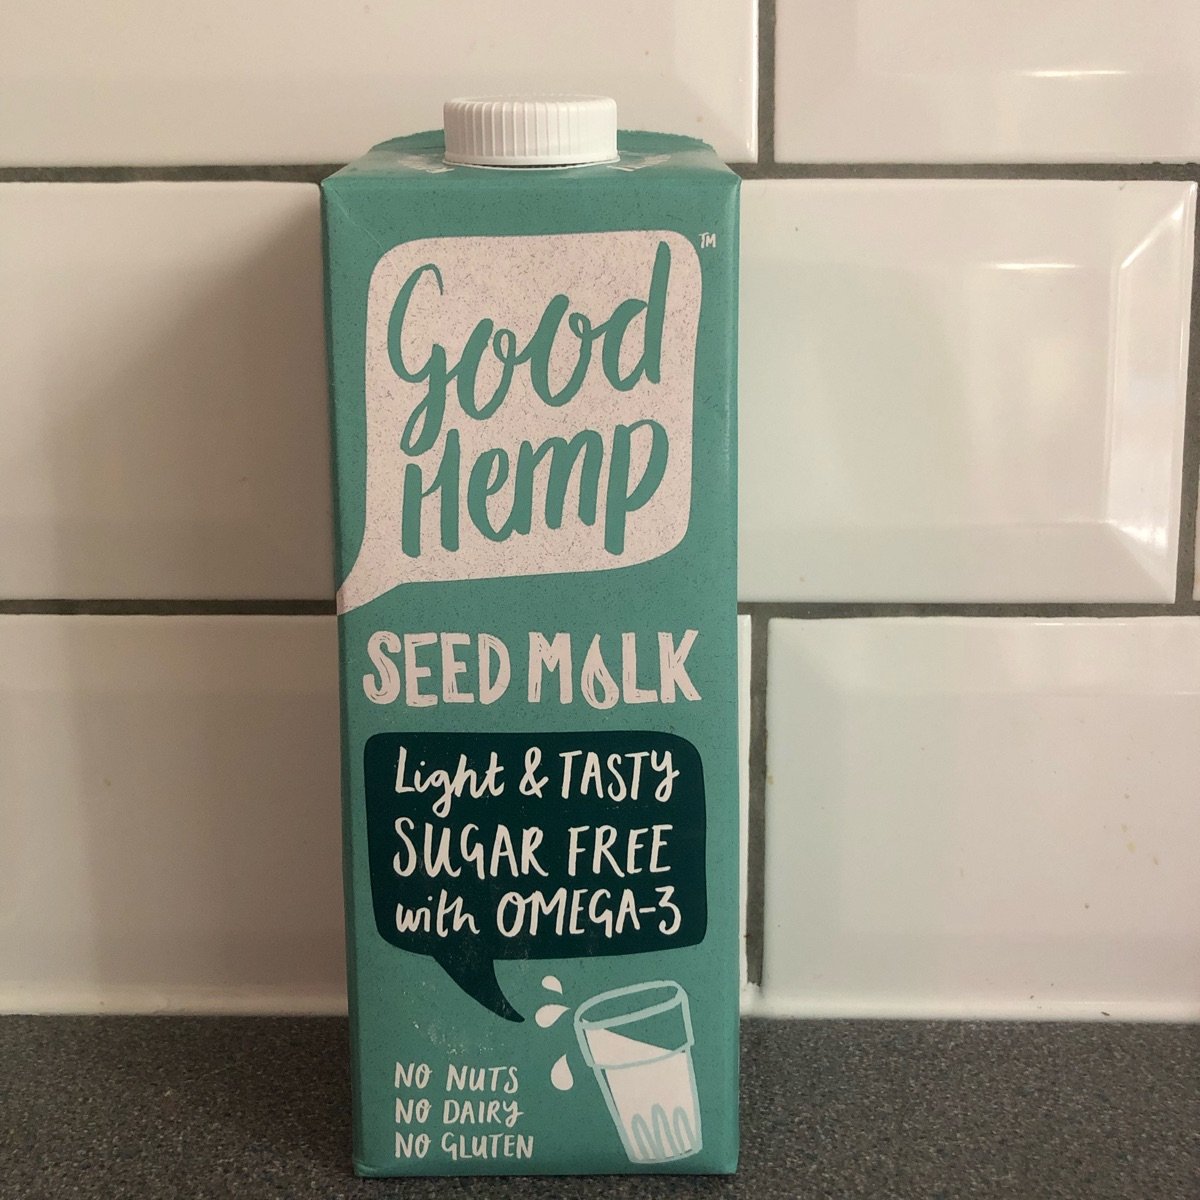 Good
Hemp
TM
SEED MILK
Light & TASTY
SUGAR FREE
with OMEGA-3
NO NUTS
NO DAIRY
NO GLUTEN